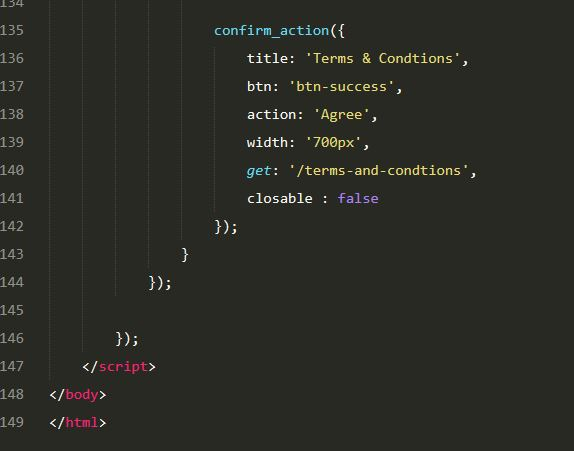 134
135 confirm_action({
136 title: 'Terms & Condtions',
137 btn: 'btn-success',
138 action: 'Agree',
139 width: '700px',
140 get: '/terms-and-condtions',
141 closable : false
142 });
143 }
144 });
145
146 });
147 </script>
148 </body>
149 </html>